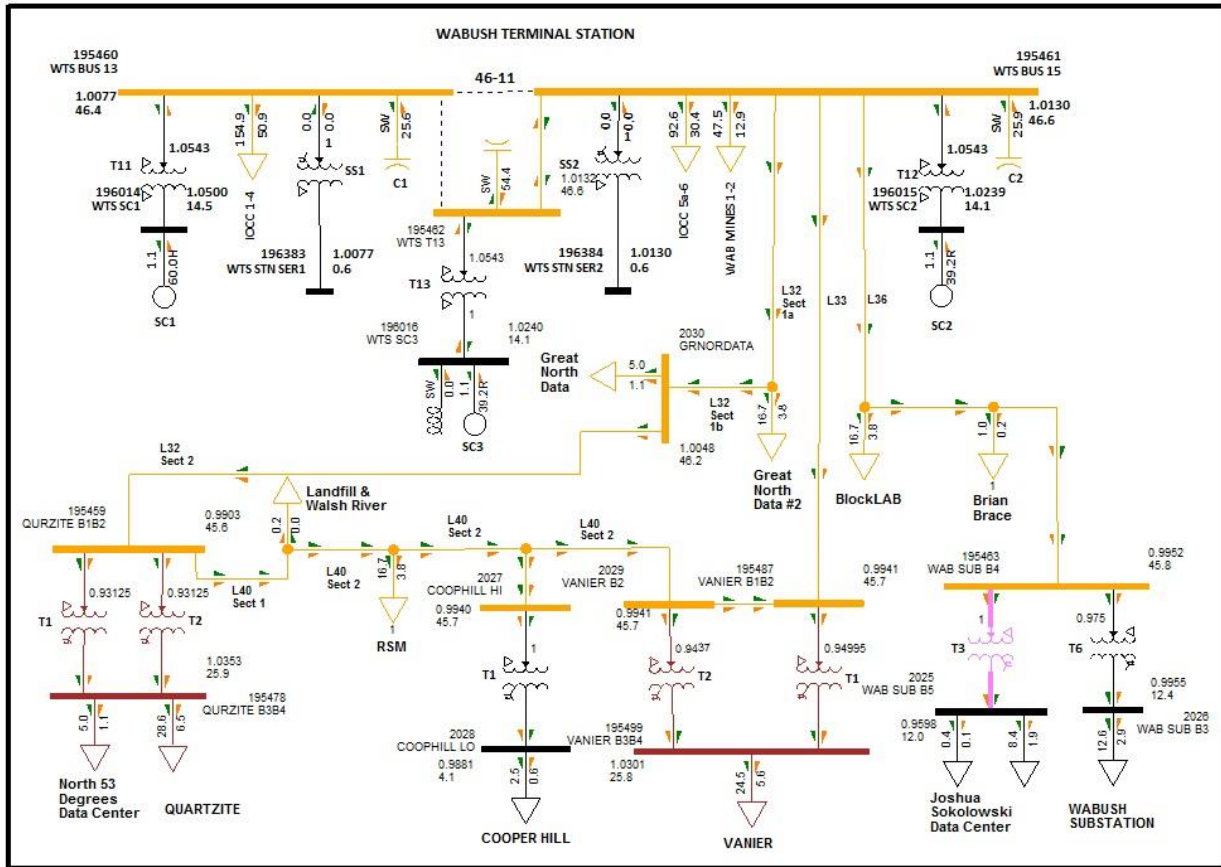 WABUSH TERMINAL STATION
195460
WTS BUS 13
46-11
195461
WTS BUS 15
1.0077
46.4
1.0130
46.6
SW
25.6
154.9
50.9
0.0
0.0
1
1.0543
T11
IOCC 1-4
SS1
C1
196014
WTS SC1
1.0500
14.5
1.1
60.0H
SC1
196383
WTS STN SER1
1.0077
0.6
SW
54.4
SS2
1.0132
46.6
0.0
0.0
1
92.6
30.4
47.5
12.9
IOCC 5a-6
WAB MINES 1-2
195462
WTS T13
1.0543
T13
1
196384
WTS STN SER2
1.0130
0.6
196016
WTS SC3
1.0240
14.1
SW
0.0
1.1
39.2R
SC3
L32
Sect
1a
L33
L36
1.0543
T12
SW
25.9
C2
196015
WTS SC2
1.0239
14.1
1.1
39.2R
SC2
2030
GRNORDATA
Great
North
Data
5.0
1.1
L32
Sect
1b
1.0048
46.2
16.7
3.8
Great
North
Data #2
16.7
3.8
BlockLAB
1.0
0.2
1
Brian
Brace
L32
Sect 2
Landfill &
Walsh River
0.2
0.0
195459
QURZITE B1B2
0.9903
45.6
L40
Sect 1
L40
Sect 2
L40
Sect 2
L40
Sect 2
16.7
3.8
1
RSM
2027
COOPHILL HI
0.9940
45.7
2029
VANIER B2
195487
VANIER B1B2
0.9941
45.7
0.9941
45.7
195463
WAB SUB B4
0.9952
45.8
0.93125
0.93125
T1
T2
1.0353
25.9
195478
QURZITE B3B4
5.0
1.1
28.6
6.5
North 53
Degrees
Data Center
QUARTZITE
1
T1
2028
COOPHILL LO
0.9881
4.1
2.5
0.6
COOPER HILL
0.9437
T2
0.94995
T1
195499
VANIER B3B4
1.0301
25.8
24.5
5.6
VANIER
1
T3
2025
WAB SUB B5
0.9598
12.0
0.4
0.1
8.4
1.9
Joshua
Sokolowski
Data Center
0.975
T6
0.9955
12.4
2026
WAB SUB B3
12.6
2.9
WABUSH
SUBSTATION